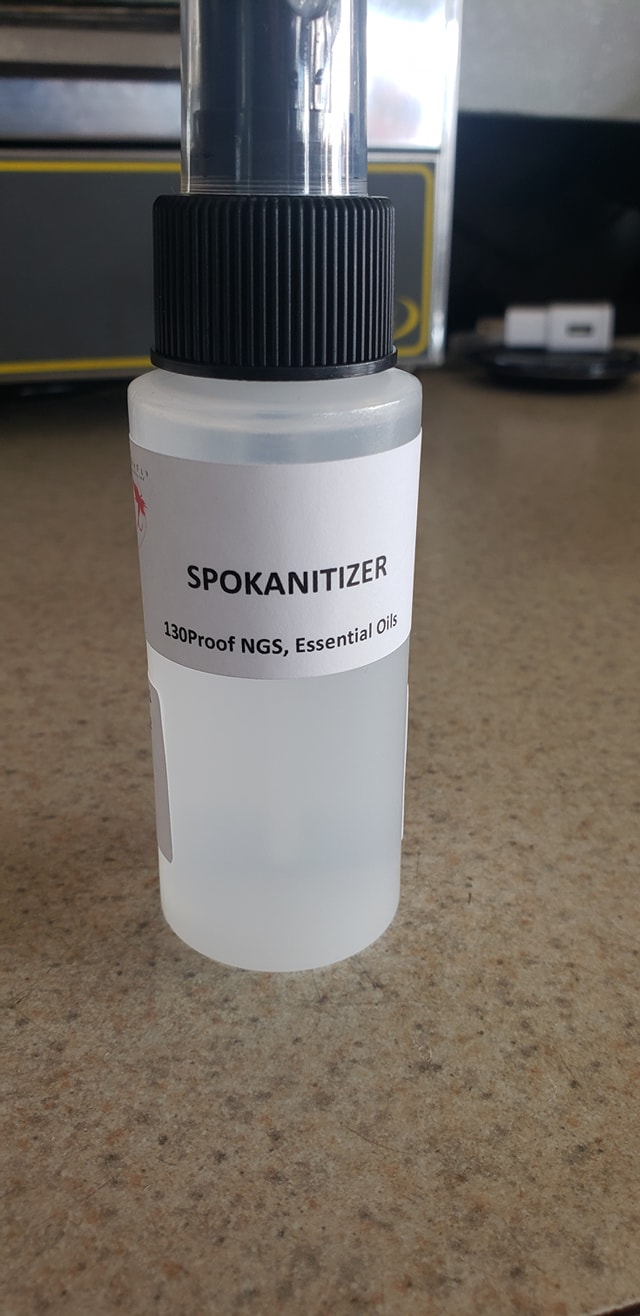 SPOKANITIZER
130Proof NGS, Essential Oils